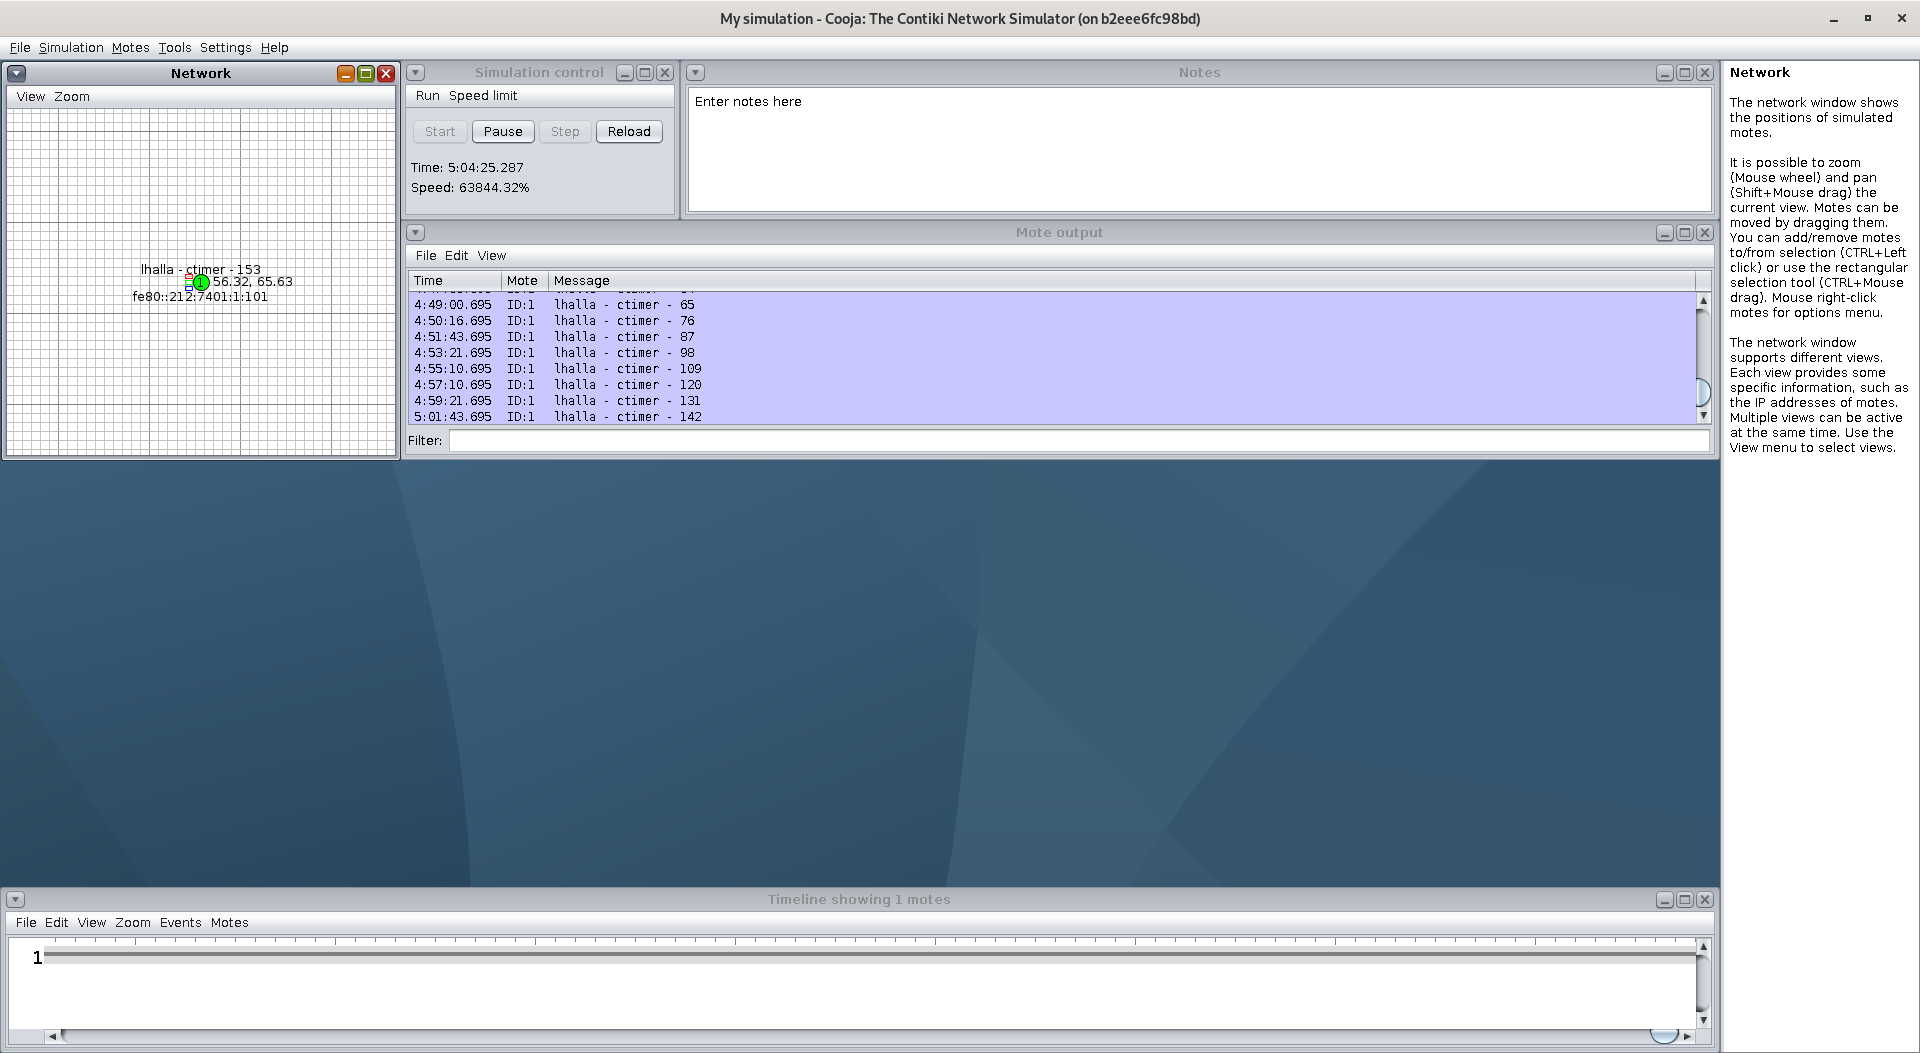 My simulation - Cooja: The Contiki Network Simulator (on b2eee6fc98bd)
File Simulation Motes Tools Settings Help
Network
View Zoom
lhalla - ctimer - 153
1 56.32, 65.63
fe80::212:7401:1:101
Simulation control
Run Speed limit
Start Pause Step Reload
Time: 5:04:25.287
Speed: 63844.32%
Notes
Enter notes here
Mote output
File Edit View
Time Mote Message
4:49:00.695 ID:1 lhalla - ctimer - 65
4:50:16.695 ID:1 lhalla - ctimer - 76
4:51:43.695 ID:1 lhalla - ctimer - 87
4:53:21.695 ID:1 lhalla - ctimer - 98
4:55:10.695 ID:1 lhalla - ctimer - 109
4:57:10.695 ID:1 lhalla - ctimer - 120
4:59:21.695 ID:1 lhalla - ctimer - 131
5:01:43.695 ID:1 lhalla - ctimer - 142
Filter:
Network
The network window shows
the positions of simulated
motes.
It is possible to zoom
(Mouse wheel) and pan
(Shift+Mouse drag) the
current view. Motes can be
moved by dragging them.
You can add/remove motes
to/from selection (CTRL+Left
click) or use the rectangular
selection tool (CTRL+Mouse
drag). Mouse right-click
motes for options menu.
The network window
supports different views.
Each view provides some
specific information, such as
the IP addresses of motes.
Multiple views can be active
at the same time. Use the
View menu to select views.
Timeline showing 1 motes
File Edit View Zoom Events Motes
1